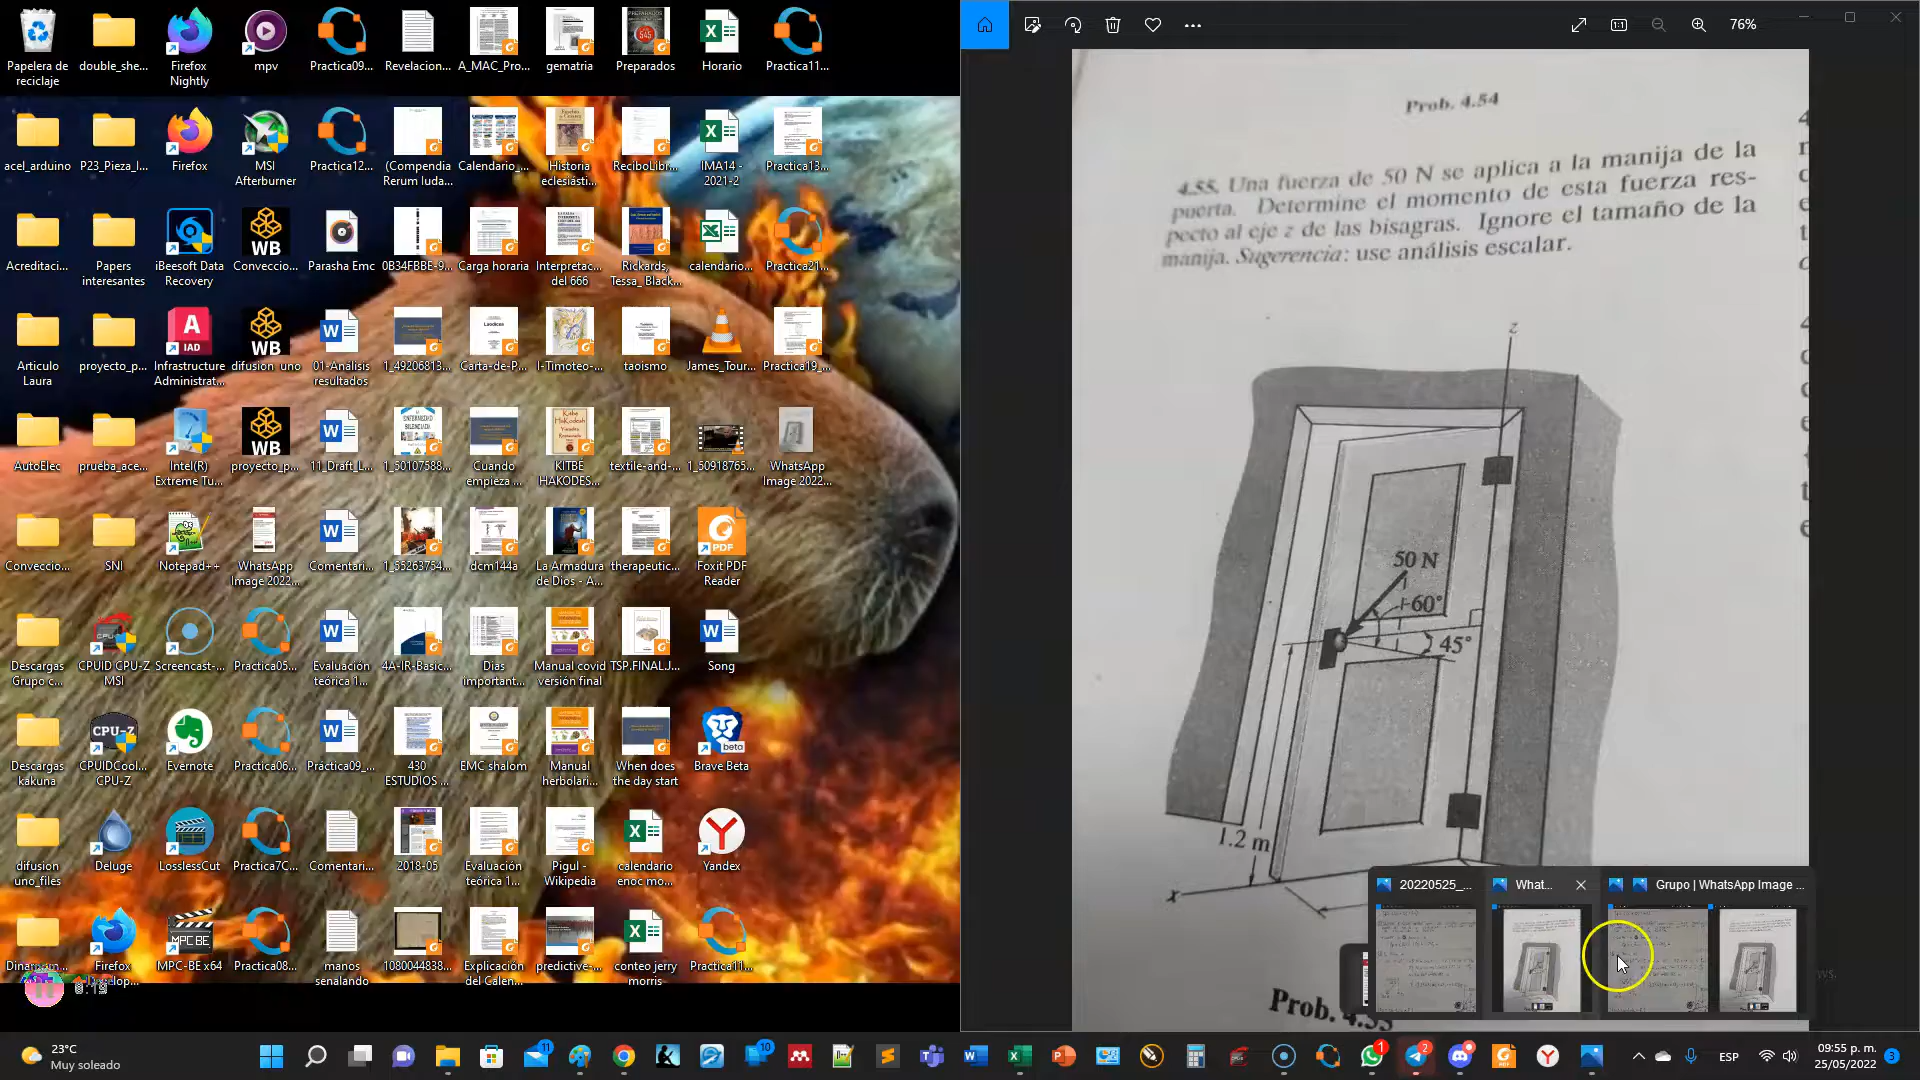 Papelera de reciclaje
double_she...
Firefox Nightly
mpv
Practica09...
Revelacion...
A_MAC_Pro...
gematria
Preparados
Horario
Practica11...
acel_arduino
P23_Pieza_I...
Firefox
MSI Afterburner
Practica12...
(Compendia Rerum Iuda...
Calendario_...
Historia eclesiásti...
ReciboLibr...
IMA14 - 2021-2
Practica13...
Acreditaci...
Papers interesantes
iBeesoft Data Recovery
Conveccio...
Parasha Emc
0B34FBBE-9...
Carga horaria
Interpretac... del 666
Rickards, Tessa_ Black...
calendario...
Practica21...
Articulo Laura
proyecto_p...
Infrastructure Administrat...
difusion_uno
01-Análisis resultados
1_49206813...
Carta-de-P...
I-Timoteo-...
taoismo
James_Tour...
Practica19_...
AutoElec
prueba_ace...
Intel(R) Extreme Tu...
proyecto_p...
11_Draft_L...
1_50107588...
Cuando empieza ...
KITBÉ HAKODES...
textile-and-...
1_50918765...
WhatsApp Image 2022...
Conveccio...
SNI
Notepad++
WhatsApp Image 2022...
Comentari...
1_55263754...
dcm144a
La Armadura de Dios - A...
therapeutic...
Foxit PDF Reader
Descargas Grupo c...
CPUID CPU-Z MSI
Screencast-...
Practica05...
Evaluación teórica 1...
4A-IR-Basic...
Dias important...
Manual covid versión final
TSP.FINAL.J...
Song
Descargas kakuna
CPUIDCool... CPU-Z
Evernote
Practica06...
Práctica09_...
430 ESTUDIOS ...
EMC shalom
Manual herbolari...
When does the day start
Brave Beta
difusion uno_files
Deluge
LosslessCut
Practica7C...
Comentari...
2018-05
Evaluación teórica 1...
Pigul - Wikipedia
calendario enoc mo...
Yandex
Dinapnam...
Firefox Develop...
MPC-BE x64
Practica08...
manos senalando
1080044838...
Explicación del Calen...
predictive-...
conteo jerry morris
Practica11...
76%
Prob. 4.54
4.55. Una fuerza de 50 N se aplica a la manija de la
puerta. Determine el momento de esta fuerza res-
pecto al eje z de las bisagras. Ignore el tamaño de la
manija. Sugerencia: use análisis escalar.
z
50 N
60°
45°
1.2 m
x
Prob. 4.55
20220525_...
What...
Grupo | WhatsApp Image ...
23°C
Muy soleado
ESP
09:55 p. m.
25/05/2022